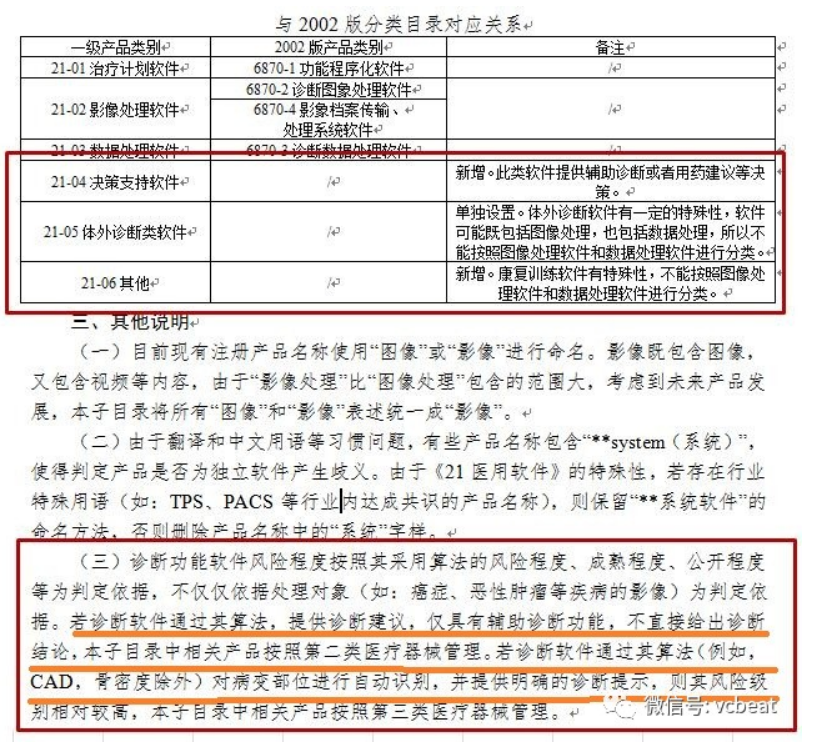 与 2002 版分类目录对应关系
一级产品类别 2002 版产品类别 备注
21-01 治疗计划软件 6870-1 功能程序化软件 /
21-02 影像处理软件 6870-2 诊断图象处理软件 /
6870-4 影象档案传输、
处理系统软件
21-03 数据处理软件 6870-3 诊断数据处理软件 /
21-04 决策支持软件 / 新增。此类软件提供辅助诊断或者用药建议等决
策。
21-05 体外诊断类软件 / 单独设置。体外诊断软件有一定的特殊性，软件
可能既包括图像处理，也包括数据处理，所以不
能按照图像处理软件和数据处理软件进行分类。
21-06 其他 / 新增。康复训练软件有特殊性，不能按照图像处
理软件和数据处理软件进行分类。
三、其他说明
（一）目前现有注册产品名称使用“图像”或“影像”进行命名。影像既包含图像，
又包含视频等内容，由于“影像处理”比“图像处理”包含的范围大，考虑到未来产品发
展，本子目录将所有“图像”和“影像”表述统一成“影像”。
（二）由于翻译和中文用语等习惯问题，有些产品名称包含“**system（系统）”，
使得判定产品是否为独立软件产生歧义。由于《21 医用软件》的特殊性，若存在行业
特殊用语（如：TPS、PACS 等行业内达成共识的产品名称），则保留“**系统软件”的
命名方法，否则删除产品名称中的“系统”字样。
（三）诊断功能软件风险程度按照其采用算法的风险程度、成熟程度、公开程度
等为判定依据，不仅仅依据处理对象（如：癌症、恶性肿瘤等疾病的影像）为判定依
据。若诊断软件通过其算法，提供诊断建议，仅具有辅助诊断功能，不直接给出诊断
结论，本子目录中相关产品按照第二类医疗器械管理。若诊断软件通过其算法（例如，
CAD，骨密度除外）对病变部位进行自动识别，并提供明确的诊断提示，则其风险级
别相对较高，本子目录中相关产品按照第三类医疗器械管理。
微信号: vcbeat